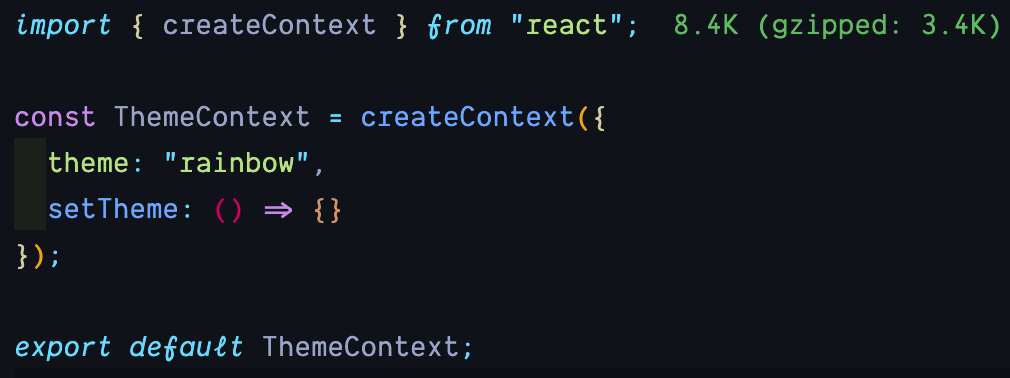 import { createContext } from "react";  8.4K (gzipped: 3.4K)
const ThemeContext = createContext({
  theme: "rainbow",
  setTheme: () => {}
});
export default ThemeContext;